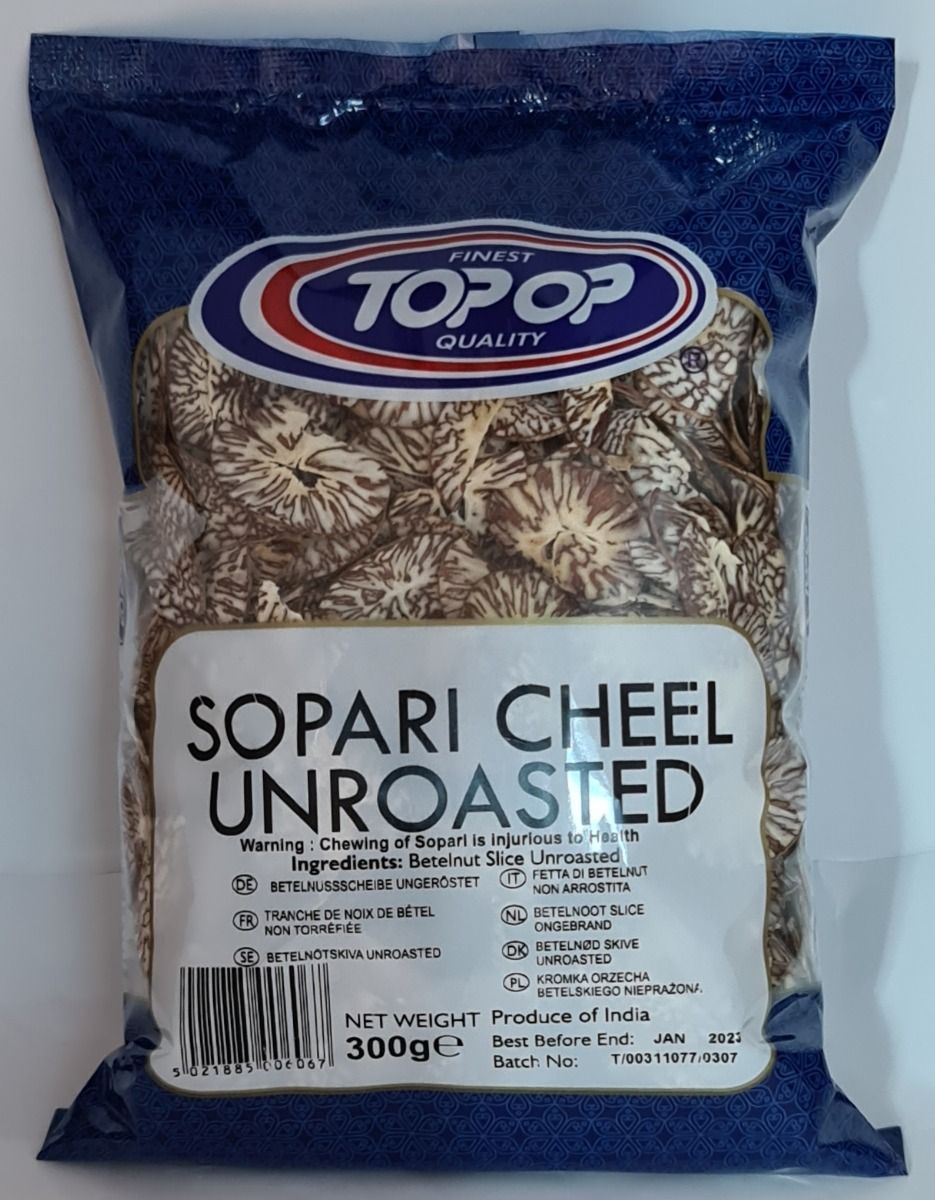 FINEST
TOPOP
QUALITY
®
SOPARI CHEEL
UNROASTED
Warning : Chewing of Sopari is injurious to Health
Ingredients: Betelnut Slice Unroasted
DE BETELNUSSSCHEIBE UNGERÖSTET
FR TRANCHE DE NOIX DE BÉTEL
NON TORRÉFIÉE
SE BETELNÖTSKIVA UNROASTED
IT FETTA DI BETELNUT
NON ARROSTITA
NL BETELNOOT SLICE
ONGEBRAND
DK BETELNØD SKIVE
UNROASTED
PL KROMKA ORZECHA
BETELSKIEGO NIEPRAŻONA.
5 021885 006067
NET WEIGHT
300g℮
Produce of India
Best Before End: JAN 2023
Batch No: T/00311077/0307